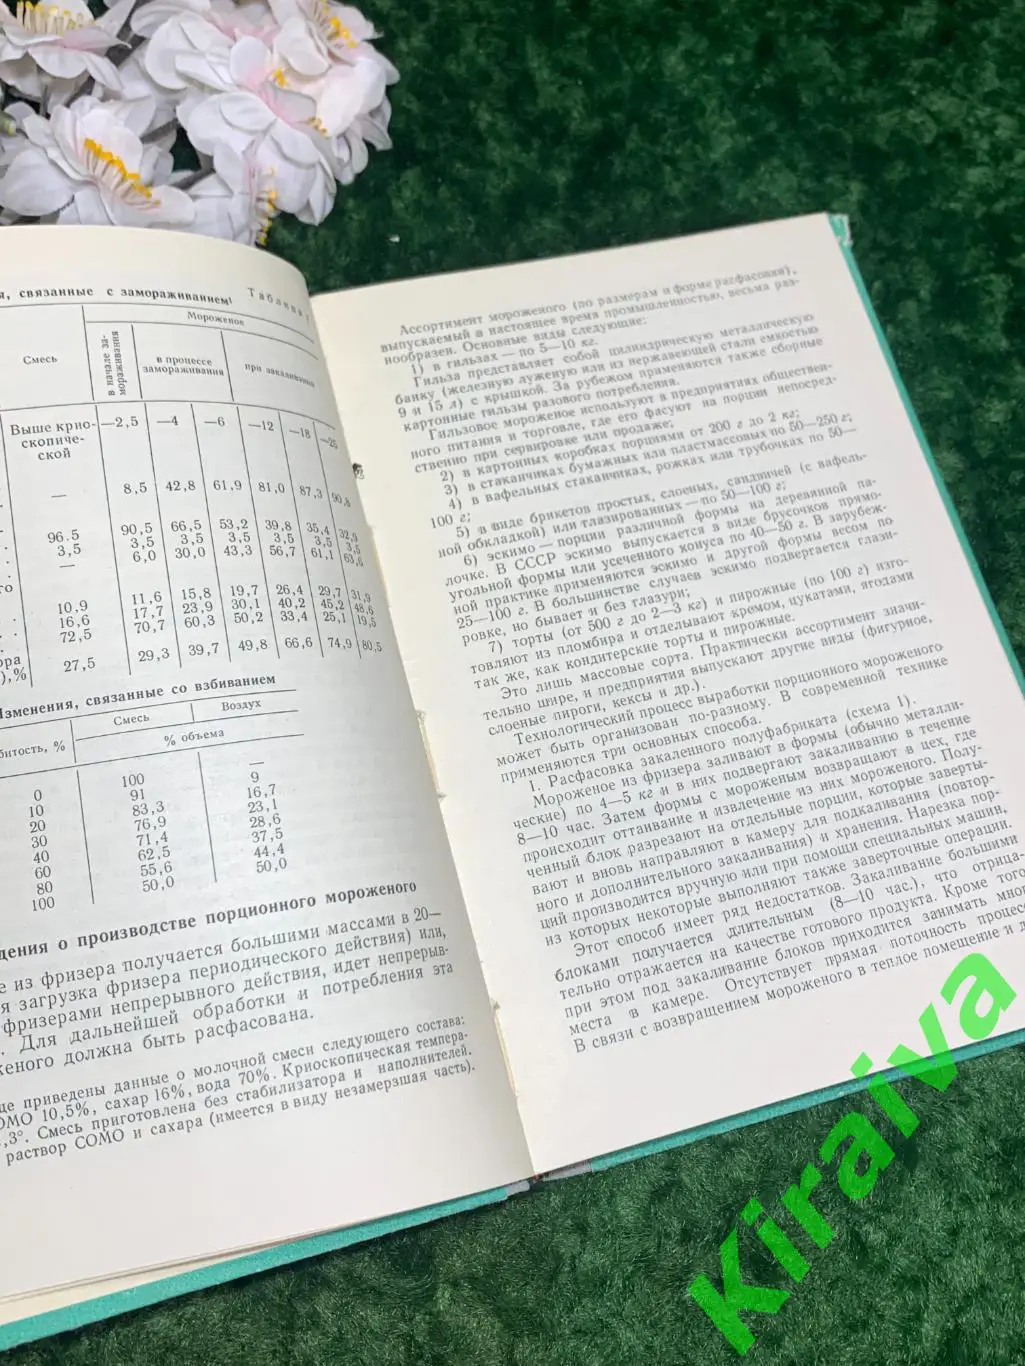 я, связанные с замораживанием¹
Таблица
Мороженое
Смесь
в начале за-
мораживания
в процессе
замораживания
при закаливании
Выше крио-
скопиче-
ской
—2,5 —4 —6 —12 —18 —25
— 8,5 42,8 61,9 81,0 87,3 90,8
96.5 90,5 66,5 53,2 39,8 35,4 32,9
3,5 3,5 3,5 3,5 3,5 3,5 3,5
— 6,0 30,0 43,3 56,7 61,1 63,6
го
10,9 11,6 15,8 19,7 26,4 29,7 31,9
16,6 17,7 23,9 30,1 40,2 45,2 48,6
72,5 70,7 60,3 50,2 33,4 25,1 19,5
ора
),% 27,5 29,3 39,7 49,8 66,6 74,9 80,5
Изменения, связанные со взбиванием
битость, %
Смесь Воздух
% объема
0 100 —
10 91 9
20 83,3 16,7
30 76,9 23,1
40 71,4 28,6
60 62,5 37,5
80 55,6 44,4
100 50,0 50,0
дения о производстве порционного мороженого
е из фризера получается большими массами в 20—
я загрузка фризера периодического действия) или,
фризерами непрерывного действия, идет непрерыв-
. Для дальнейшей обработки и потребления эта
женого должна быть расфасована.
це приведены данные о молочной смеси следующего состава:
ОМО 10,5%, сахар 16%, вода 70%. Криоскопическая темпера-
,3°. Смесь приготовлена без стабилизатора и наполнителей.
раствор СОМО и сахара (имеется в виду незамерзшая часть).
Ассортимент мороженого (по размерам и форме расфасовки),
выпускаемый в настоящее время промышленностью, весьма раз-
нообразен. Основные виды следующие:
1) в гильзах — по 5—10 кг.
Гильза представляет собой цилиндрическую металлическую
банку (железную луженую или из нержавеющей стали емкостью
9 и 15 л) с крышкой. За рубежом применяются также сборные
картонные гильзы разового потребления.
Гильзовое мороженое используют в предприятиях обществен-
ного питания и торговле, где его фасуют на порции непосред-
ственно при сервировке или продаже;
2) в картонных коробках порциями от 200 г до 2 кг;
3) в стаканчиках бумажных или пластмассовых по 50—250 г;
4) в вафельных стаканчиках, рожках или трубочках по 50—
100 г;
5) в виде брикетов простых, слоеных, сандвичей (с вафель-
ной обкладкой) или глазированных — по 50—100 г;
6) эскимо — порции различной формы на деревянной па-
лочке. В СССР эскимо выпускается в виде брусочков прямо-
угольной формы или усеченного конуса по 40—50 г. В зарубеж-
ной практике применяются эскимо и другой формы весом по
25—100 г. В большинстве случаев эскимо подвергается глази-
ровке, но бывает и без глазури;
7) торты (от 500 г до 2—3 кг) и пирожные (по 100 г) изго-
товляют из пломбира и отделывают кремом, цукатами, ягодами
так же, как кондитерские торты и пирожные.
Это лишь массовые сорта. Практически ассортимент значи-
тельно шире, и предприятия выпускают другие виды (фигурное,
слоеные пироги, кексы и др.).
Технологический процесс выработки порционного мороженого
может быть организован по-разному. В современной технике
применяются три основных способа.
1. Расфасовка закаленного полуфабриката (схема 1).
Мороженое из фризера заливают в формы (обычно металли-
ческие) по 4—5 кг и в них подвергают закаливанию в течение
8—10 час. Затем формы с мороженым возвращают в цех, где
происходит оттаивание и извлечение из них мороженого. Полу-
ченный блок разрезают на отдельные порции, которые заверты-
вают и вновь направляют в камеру для подкаливания (повтор-
ного и дополнительного закаливания) и хранения. Нарезка пор-
ций производится вручную или при помощи специальных машин,
из которых некоторые выполняют также заверточные операции.
Этот способ имеет ряд недостатков. Закаливание большими
блоками получается длительным (8—10 час.), что отрица-
тельно отражается на качестве готового продукта. Кроме того
при этом под закаливание блоков приходится занимать мног
места в камере. Отсутствует прямая поточность процесс
В связи с возвращением мороженого в теплое помещение и д
Kiraiva